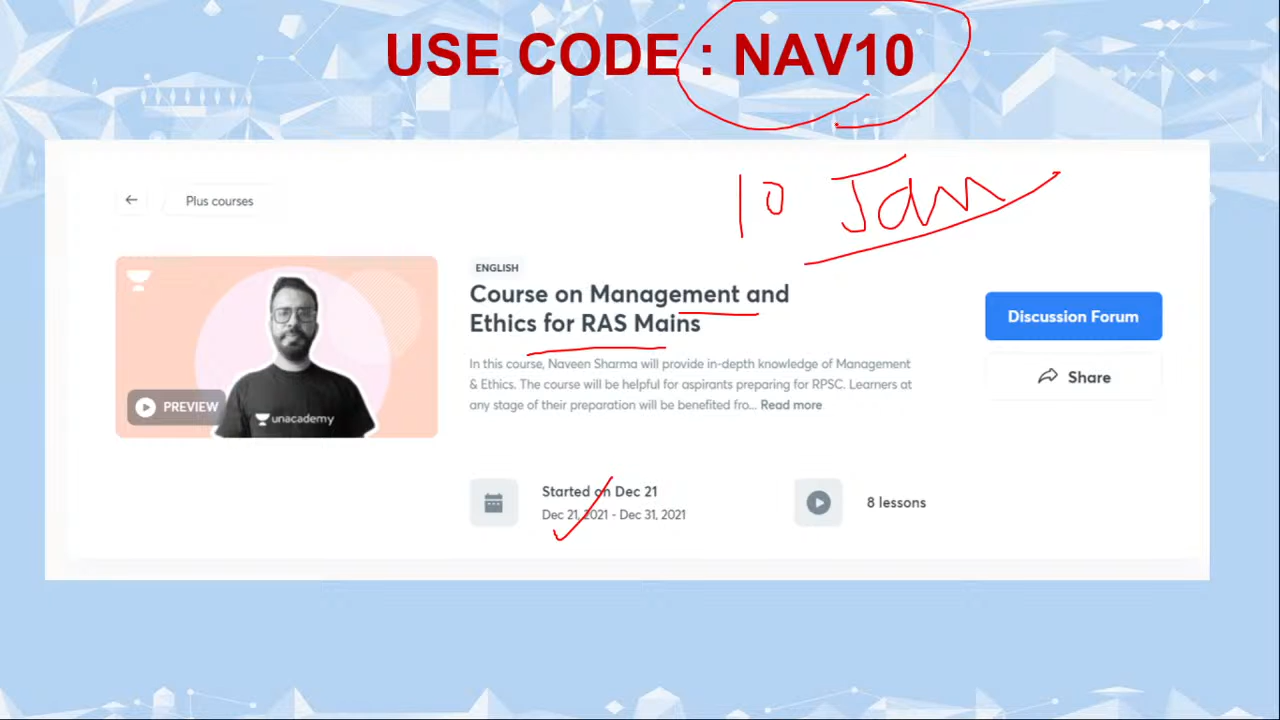 USE CODE : NAV10
10 Jan
Plus courses
ENGLISH
Course on Management and
Ethics for RAS Mains
Discussion Forum
In this course, Naveen Sharma will provide in-depth knowledge of Management
& Ethics. The course will be helpful for aspirants preparing for RPSC. Learners at
any stage of their preparation will be benefited fro... Read more
Share
PREVIEW
unacademy
Started on Dec 21
Dec 21, 2021 - Dec 31, 2021
8 lessons